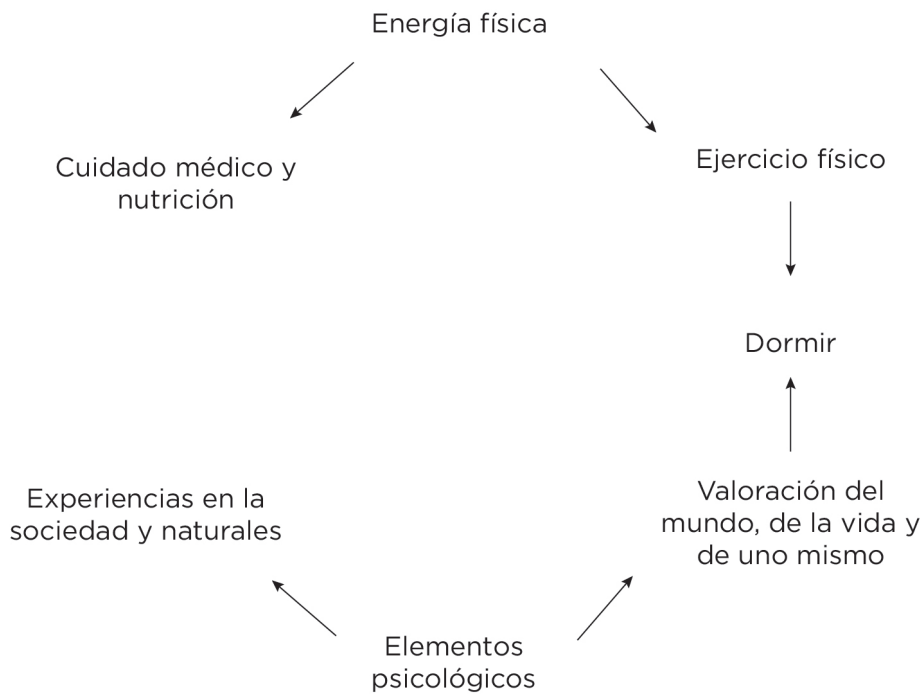 Energía física
Cuidado médico y
nutrición
Ejercicio físico
Dormir
Experiencias en la
sociedad y naturales
Valoración del
mundo, de la vida y
de uno mismo
Elementos
psicológicos